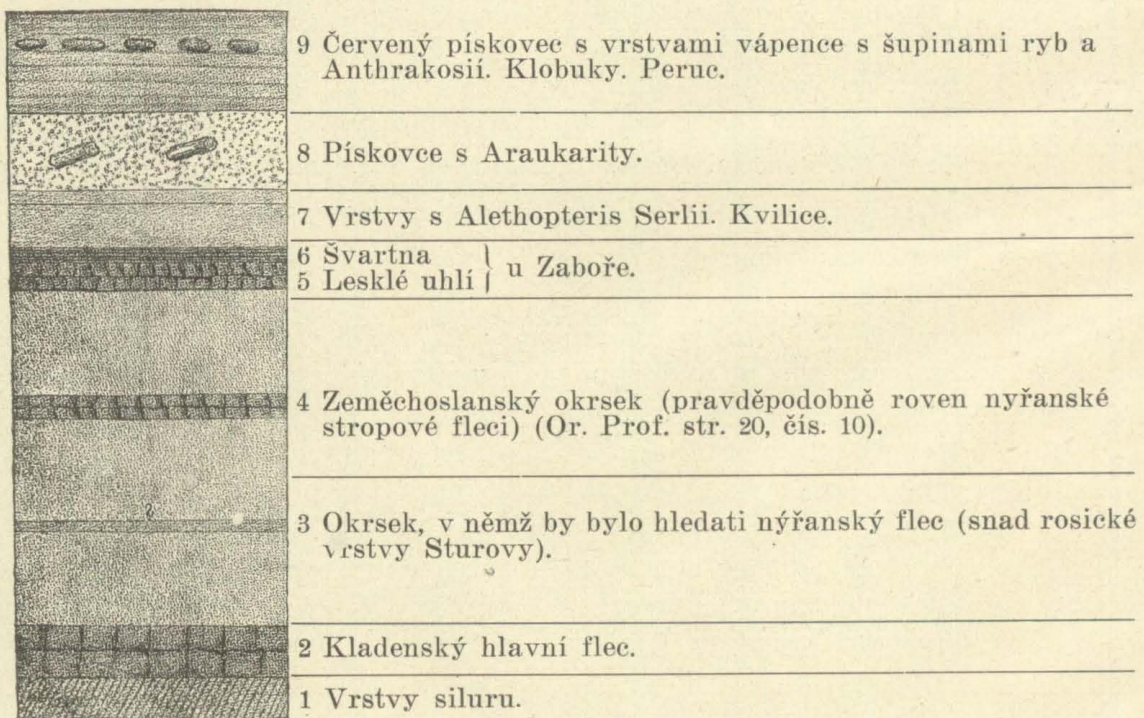 9 Červený pískovec s vrstvami vápence s šupinami ryb a
Anthrakosií. Klobuky. Peruc.
8 Pískovce s Araukarity.
7 Vrstvy s Alethopteris Serlii. Kvilice.
6 Švartna
5 Lesklé uhlí } u Zaboře.
4 Zeměchoslanský okrsek (pravděpodobně roven nyřanské
stropové fleci) (Or. Prof. str. 20, čís. 10).
3 Okrsek, v němž by bylo hledati nýřanský flec (snad rosické
vrstvy Sturovy).
2 Kladenský hlavní flec.
1 Vrstvy siluru.